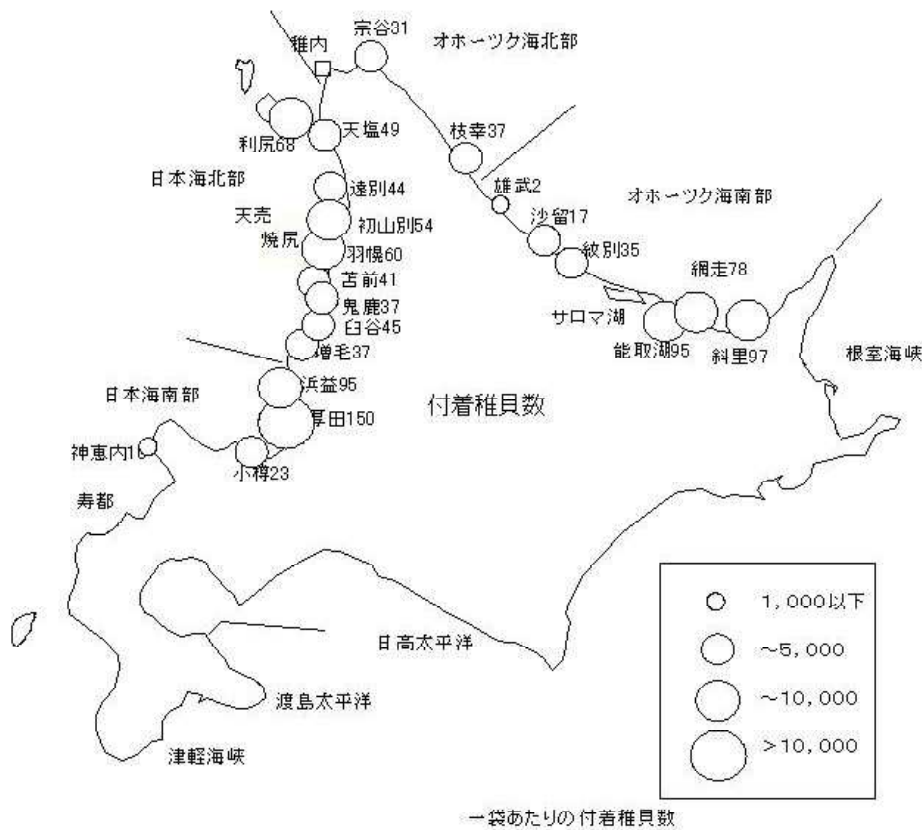 宗谷31
オホーツク海北部
稚内
枝幸37
利尻68
天塩49
日本海北部
遠別44
雄武2
オホーツク海南部
天売
初山別54
沙留17
焼尻
羽幌60
紋別35
網走78
苫前41
鬼鹿37
サロマ湖
臼谷45
能取湖95
斜里97
根室海峡
増毛37
浜益95
日本海南部
付着稚貝数
厚田150
神恵内1
小樽23
寿都
1,000以下
～5,000
日高太平洋
渡島太平洋
～10,000
>10,000
津軽海峡
一袋あたりの付着稚貝数